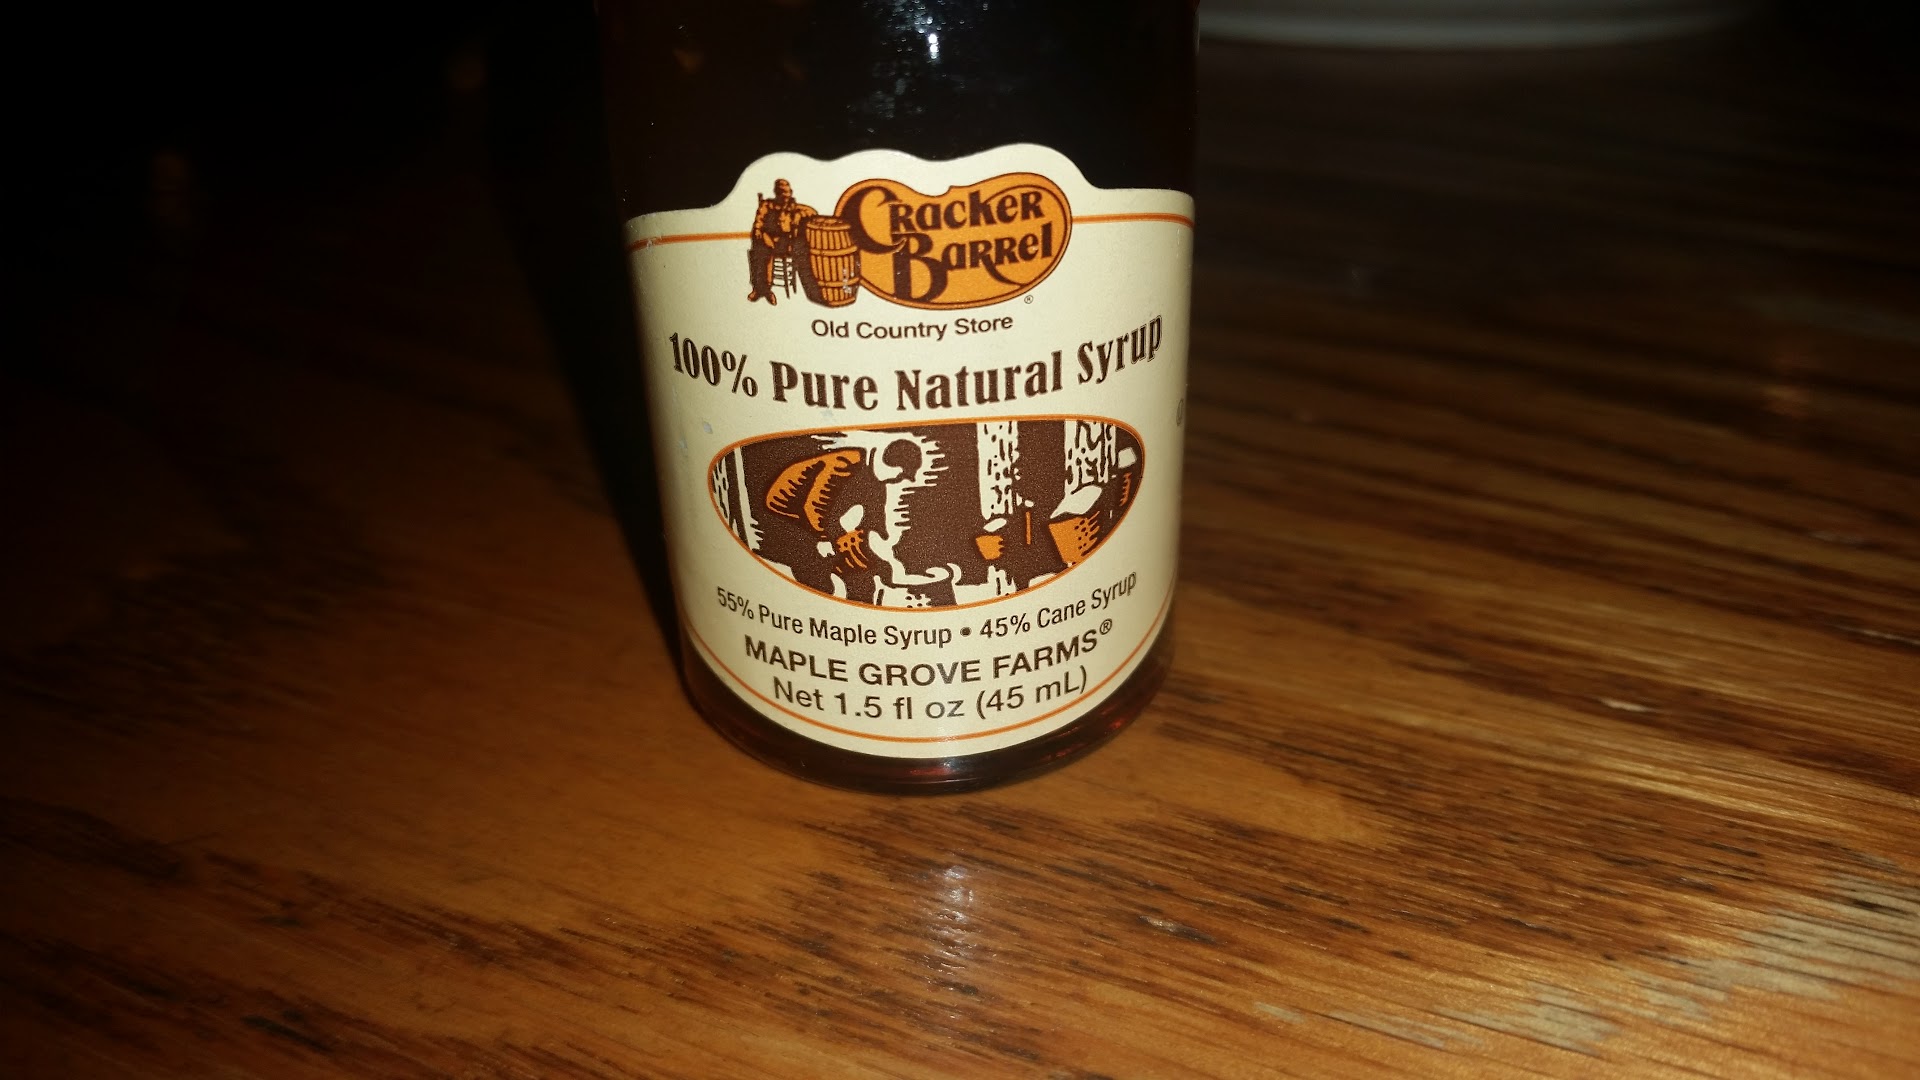 Cracker
Barrel®
Old Country Store
100% Pure Natural Syrup
55% Pure Maple Syrup • 45% Cane Syrup
MAPLE GROVE FARMS®
Net 1.5 fl oz (45 mL)